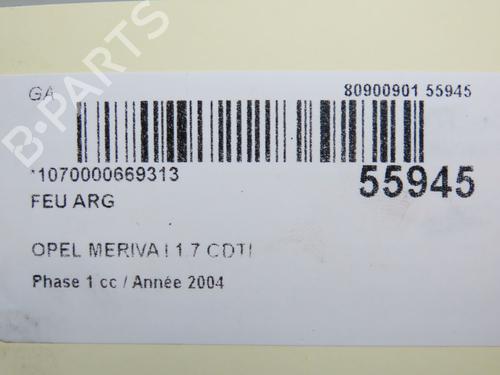 GA
80900901 55945
B-PARTS
*1070000669313
55945
FEU ARG
OPEL MERIVA I 1.7 CDTI
Phase 1 cc / Année 2004